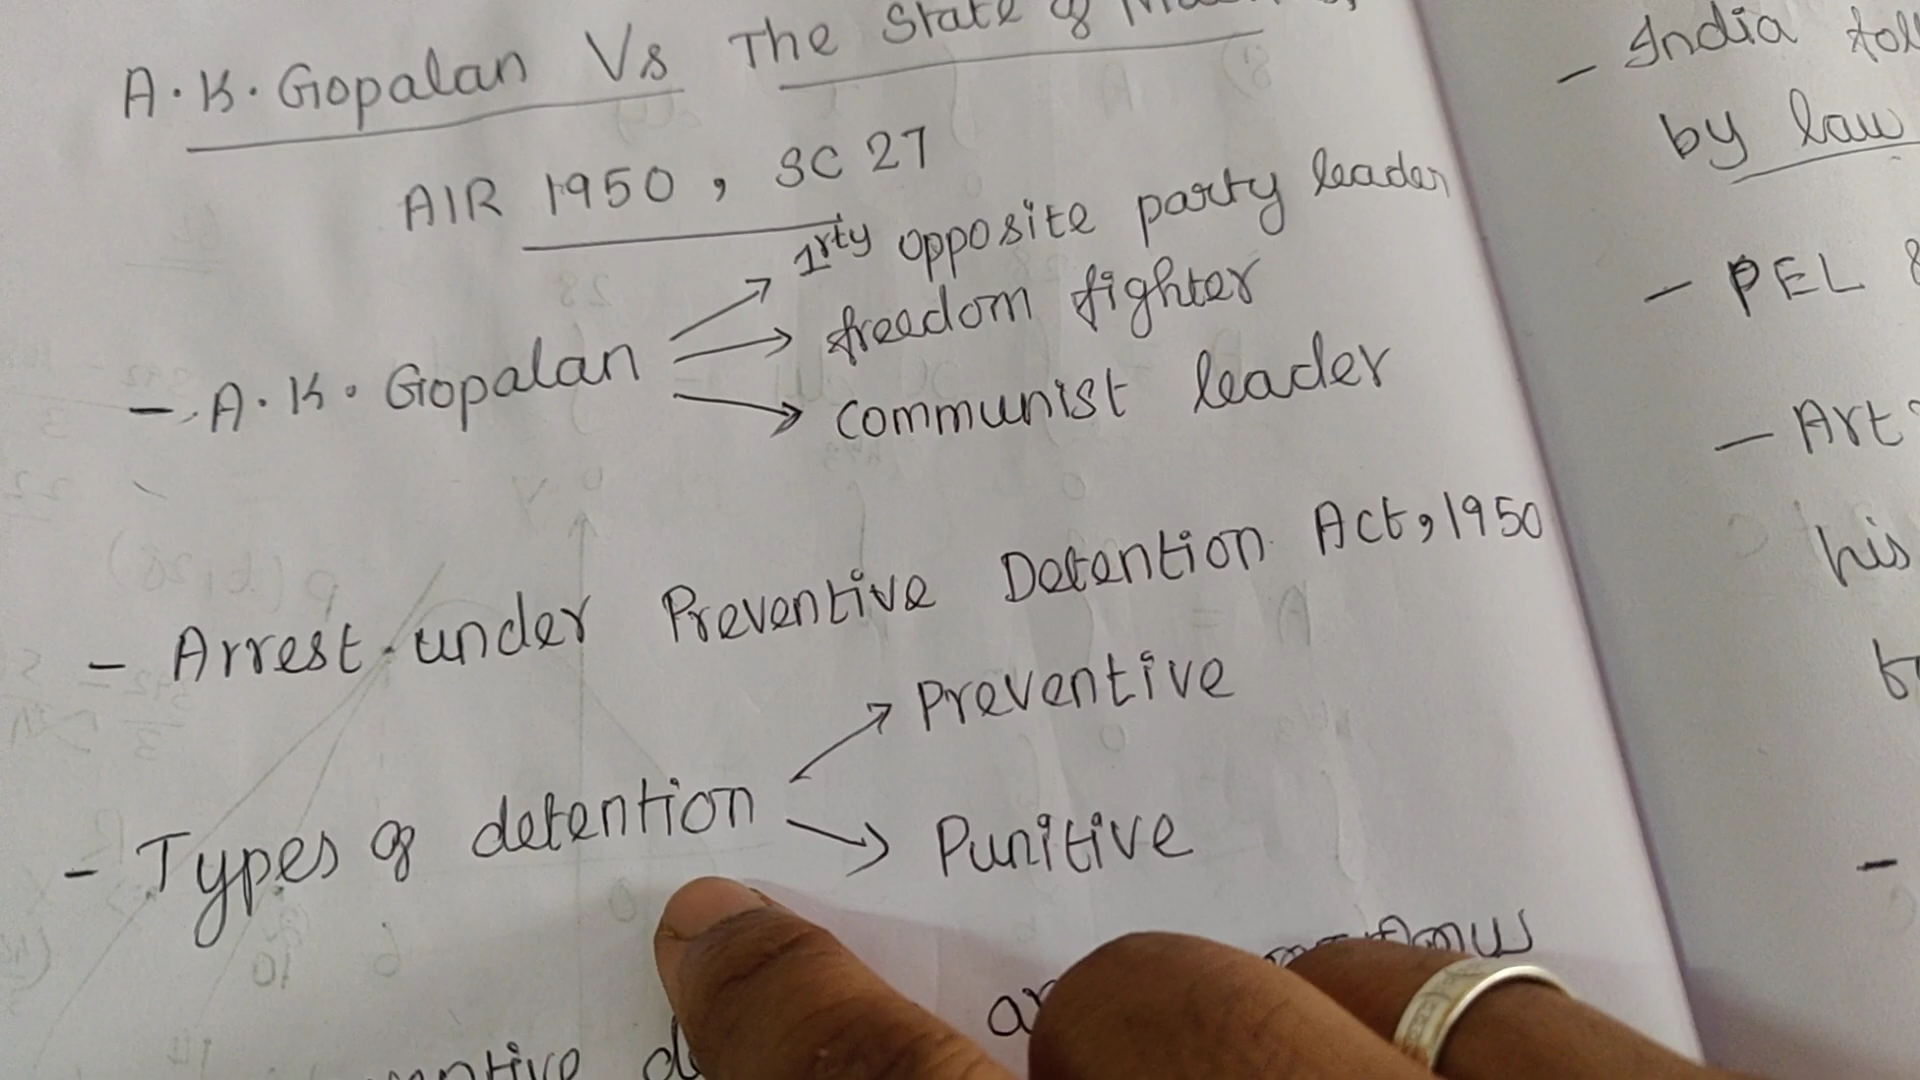 A.K.Gopalan Vs The State of
AIR 1950, SC 27
1rty opposite party leader
freedom fighter
- A.K. Gopalan
communist leader
- Arrest under Preventive Detention Act, 1950
Preventive
- Types of detention
Punitive
- India
by law
- PEL &
- Art
his
-